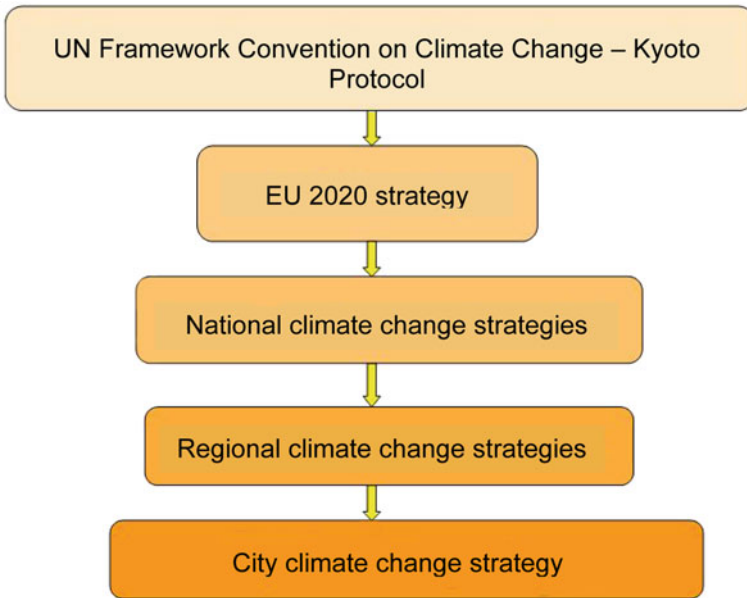 UN Framework Convention on Climate Change – Kyoto
Protocol
EU 2020 strategy
National climate change strategies
Regional climate change strategies
City climate change strategy